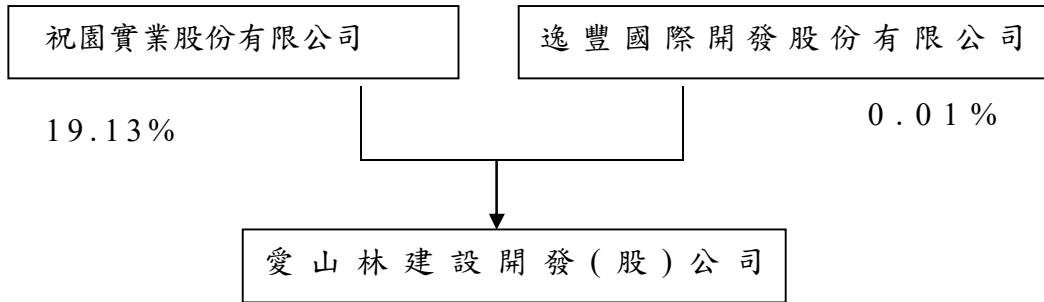 祝園實業股份有限公司
逸豐國際開發股份有限公司
19.13%
0.01%
愛山林建設開發(股)公司